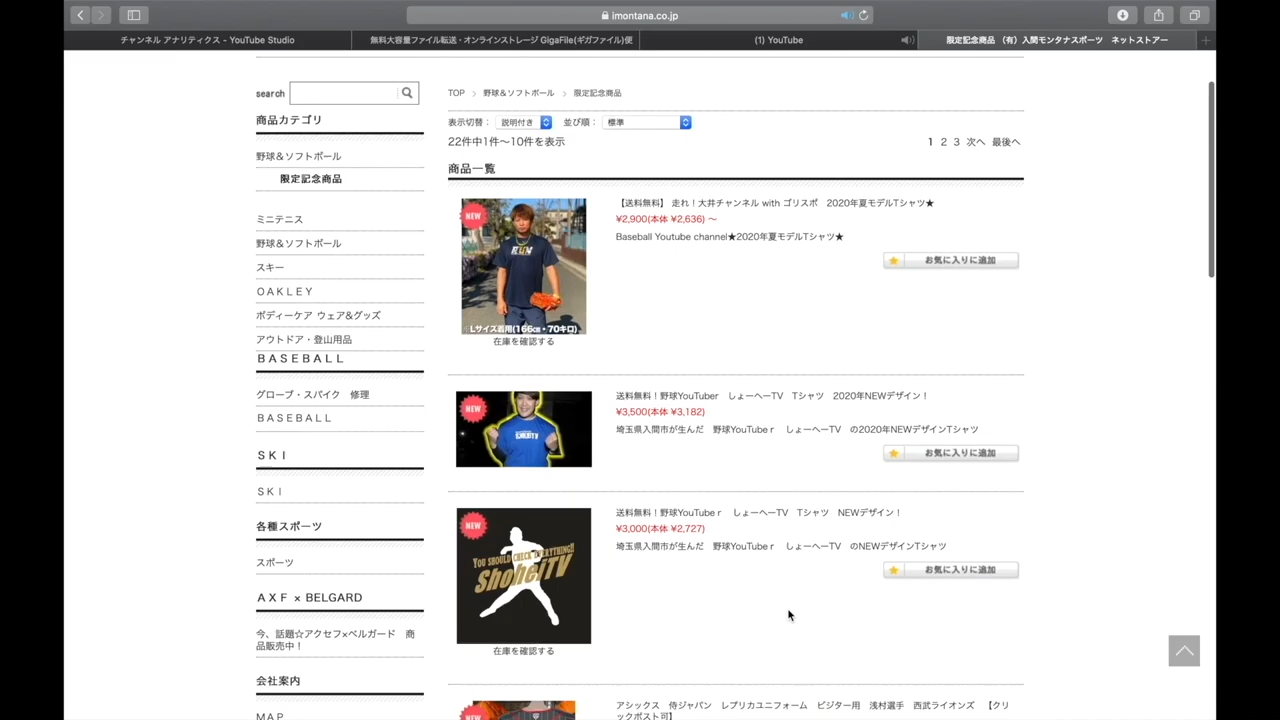 imontana.co.jp
チャンネル アナリティクス - YouTube Studio
無料大容量ファイル転送・オンラインストレージ GigaFile(ギガファイル)便
(1) YouTube
限定記念商品 (有)入間モンタナスポーツ ネットストアー
search
商品カテゴリ
野球&ソフトボール
限定記念商品
ミニテニス
野球&ソフトボール
スキー
OAKLEY
ボディーケア ウェア&グッズ
アウトドア・登山用品
BASEBALL
グローブ・スパイク 修理
BASEBALL
SKI
SKI
各種スポーツ
スポーツ
AXF × BELGARD
今、話題☆アクセフ×ベルガード 商
品販売中!
会社案内
MAP
TOP > 野球&ソフトボール > 限定記念商品
表示切替: 説明付き 並び順: 標準
22件中1件〜10件を表示
1 2 3 次へ 最後へ
商品一覧
NEW
RUN
Lサイズ着用(166㎝・70キロ)
在庫を確認する
【送料無料】 走れ!大井チャンネル with ゴリスポ 2020年夏モデルTシャツ★
¥2,900(本体 ¥2,636) 〜
Baseball Youtube channel★2020年夏モデルTシャツ★
お気に入りに追加
NEW
SHOHEITV
送料無料!野球YouTuber しょーへーTV Tシャツ 2020年NEWデザイン!
¥3,500(本体 ¥3,182)
埼玉県入間市が生んだ 野球YouTubeｒ しょーへーTV の2020年NEWデザインTシャツ
お気に入りに追加
NEW
YOU SHOULD CHECK EVERYTHING!!
ShoheiTV
在庫を確認する
送料無料!野球YouTubeｒ しょーへーTV Tシャツ NEWデザイン!
¥3,000(本体 ¥2,727)
埼玉県入間市が生んだ 野球YouTubeｒ しょーへーTV のNEWデザインTシャツ
お気に入りに追加
NEW
アシックス 侍ジャパン レプリカユニフォーム ビジター用 浅村選手 西武ライオンズ 【クリ
ックポスト可】